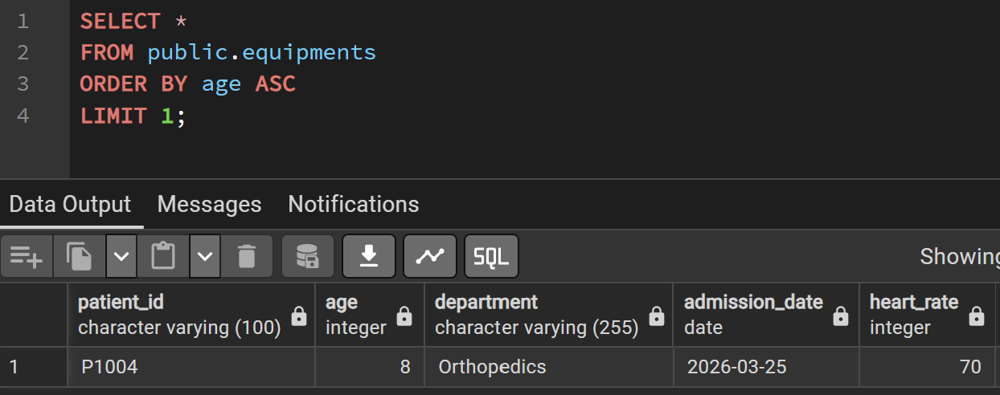 1 SELECT *
2 FROM public.equipments
3 ORDER BY age ASC
4 LIMIT 1;
Data Output Messages Notifications
SQL Showing
patient_id age department admission_date heart_rate
character varying (100) integer character varying (255) date integer
1 P1004 8 Orthopedics 2026-03-25 70